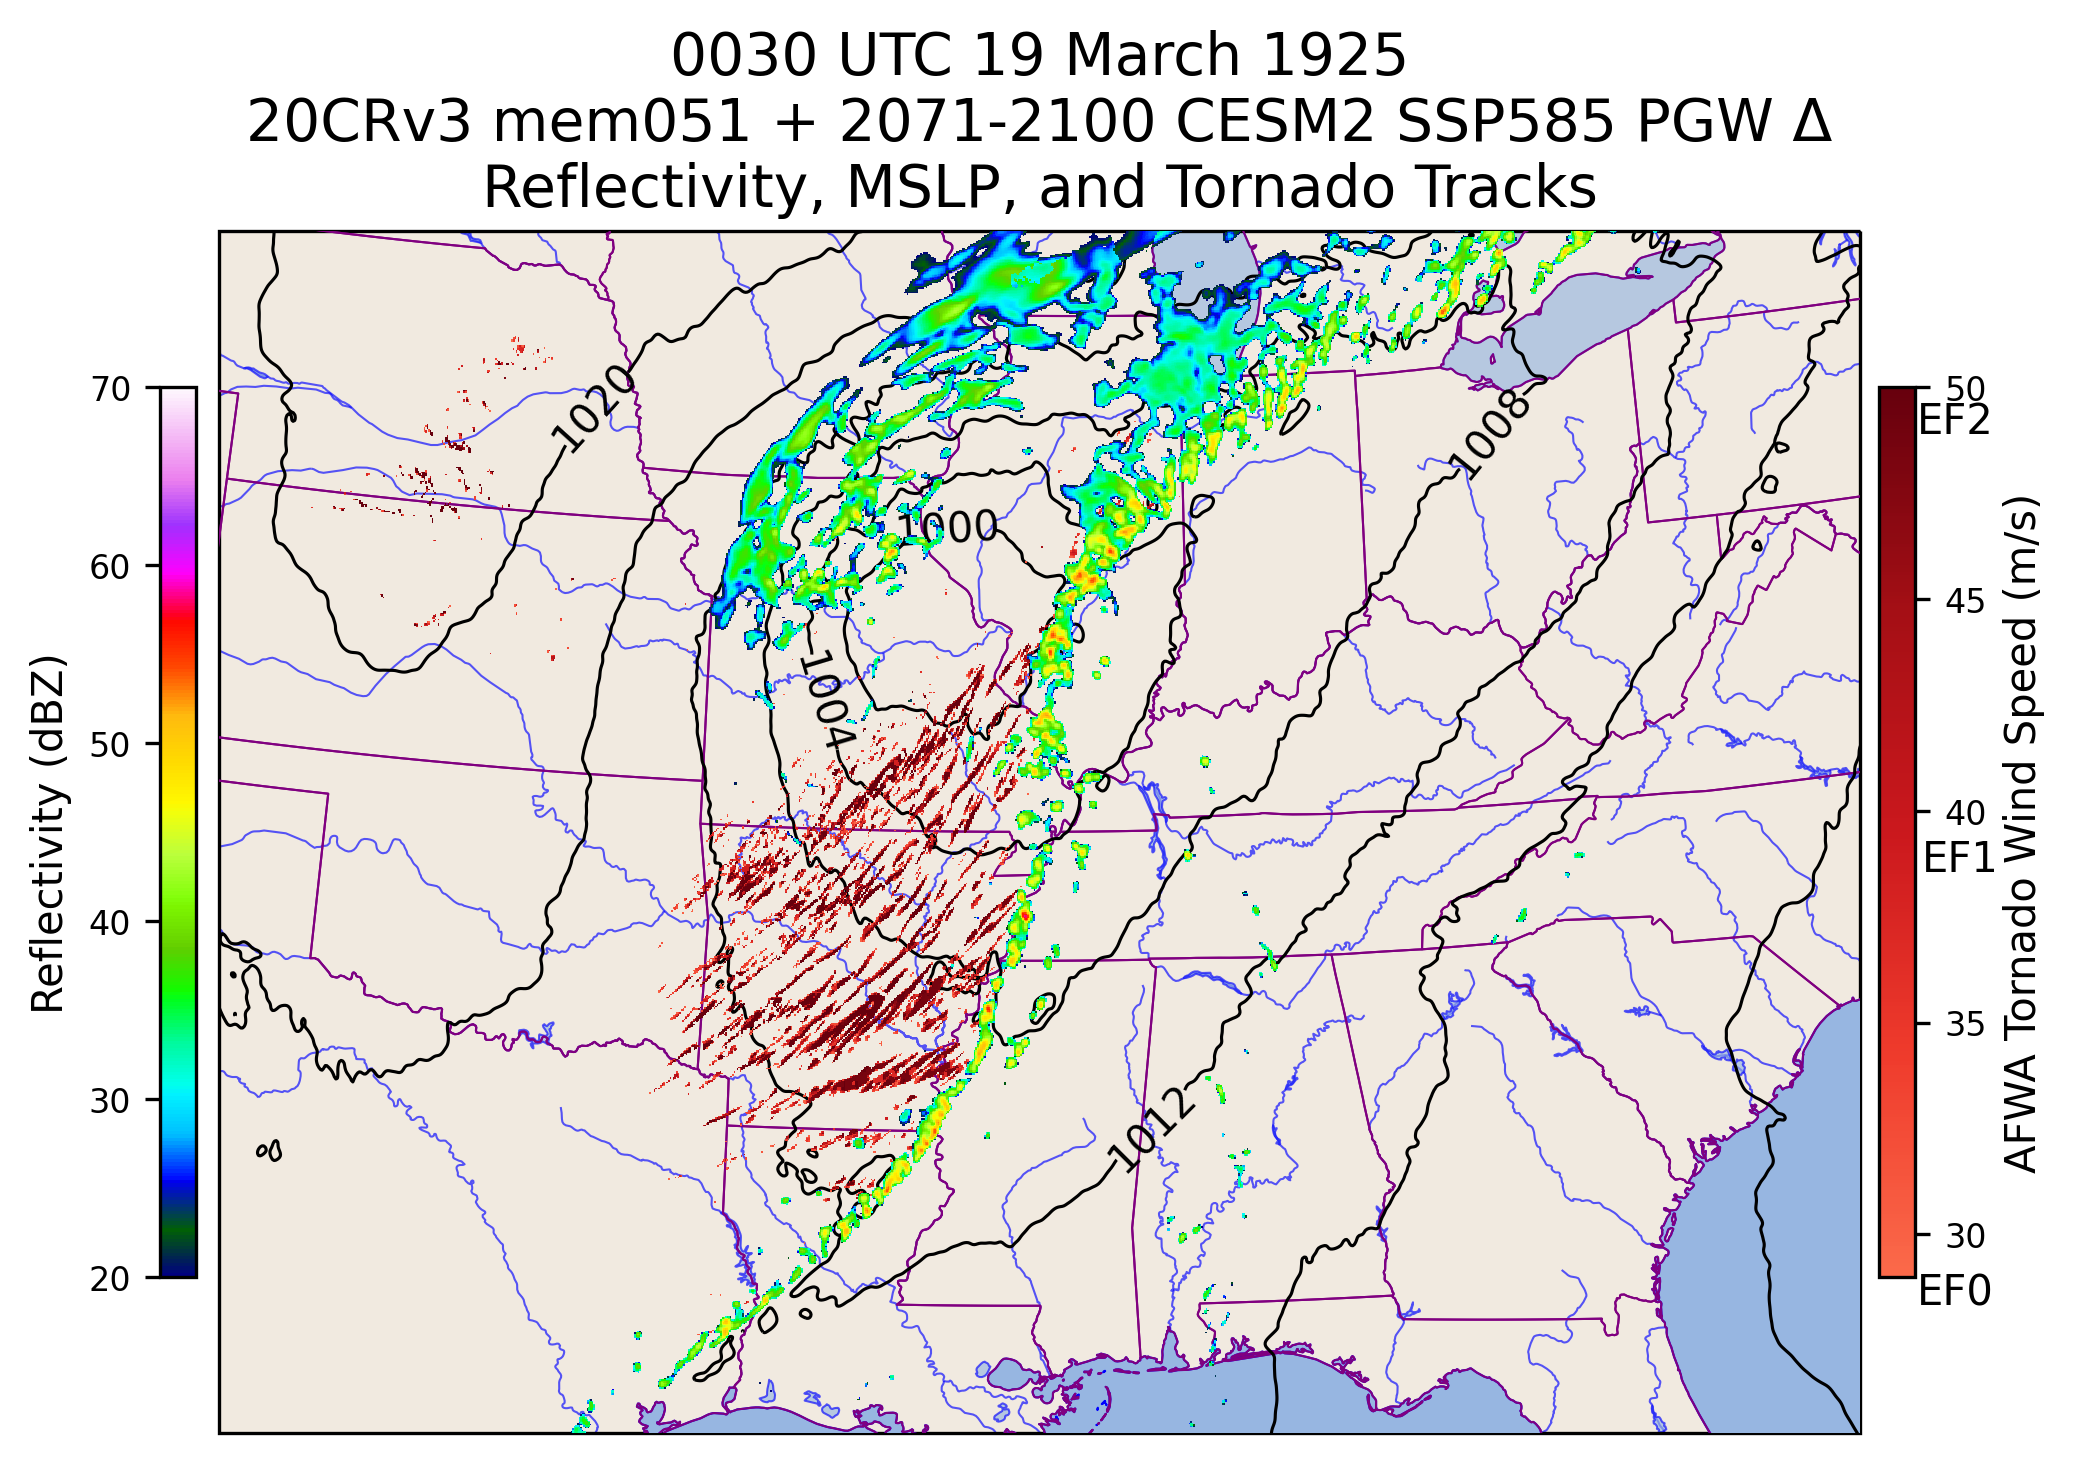 0030 UTC 19 March 1925
20CRv3 mem051 + 2071-2100 CESM2 SSP585 PGW Δ
Reflectivity, MSLP, and Tornado Tracks
Reflectivity (dBZ)
70
60
50
40
30
20
1020
1000
1004
1008
1012
50
EF2
45
40
EF1
35
30
EF0
AFWA Tornado Wind Speed (m/s)